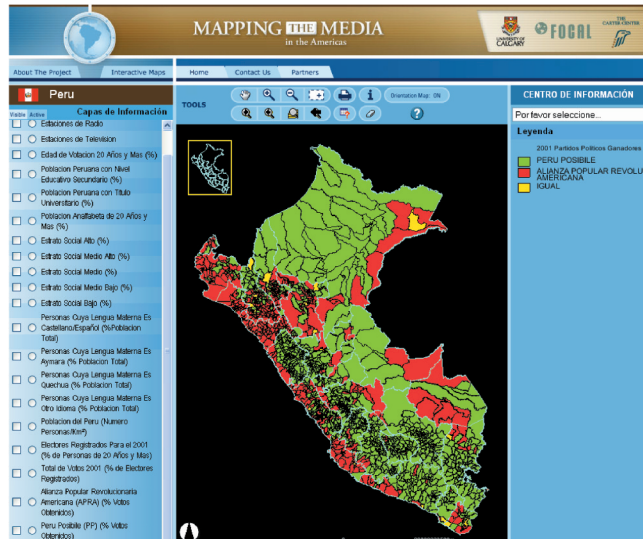 MAPPING THE MEDIA
in the Americas
UNIVERSITY OF
CALGARY
FOCAL
THE
CARTER CENTER
About The Project
Interactive Maps
Home
Contact Us
Partners
Peru
Capas de Información
Visible
Active
Estaciones de Radio
Estaciones de Television
Edad de Votacion 20 Años y Mas (%)
Poblacion Peruana con Nivel
Educativo Secundario (%)
Poblacion Peruana con Titulo
Universitario (%)
Poblacion Analfabeta de 20 Años y
Mas (%)
Estrato Social Alto (%)
Estrato Social Medio Alto (%)
Estrato Social Medio (%)
Estrato Social Medio Bajo (%)
Estrato Social Bajo (%)
Personas Cuya Lengua Materna Es
Castellano/Español (%Poblacion
Total)
Personas Cuya Lengua Materna Es
Aymara (% Poblacion Total)
Personas Cuya Lengua Materna Es
Quechua (% Poblacion Total)
Personas Cuya Lengua Materna Es
Otro Idioma (% Poblacion Total)
Poblacion del Peru (Numero
Personas/Km²)
Electores Registrados Para el 2001
(% de Personas de 20 Años y Mas)
Total de Votos 2001 (% de Electores
Registrados)
Alianza Popular Revolucionaria
Americana (APRA) (% Votos
Obtenidos)
Peru Posibile (PP) (% Votos
Obtenidos)
TOOLS
Orientation Map: ON
CENTRO DE INFORMACIÓN
Por favor seleccione...
Leyenda
2001 Partidos Politicos Ganadores
PERU POSIBILE
ALIANZA POPULAR REVOLU
AMERICANA
IGUAL